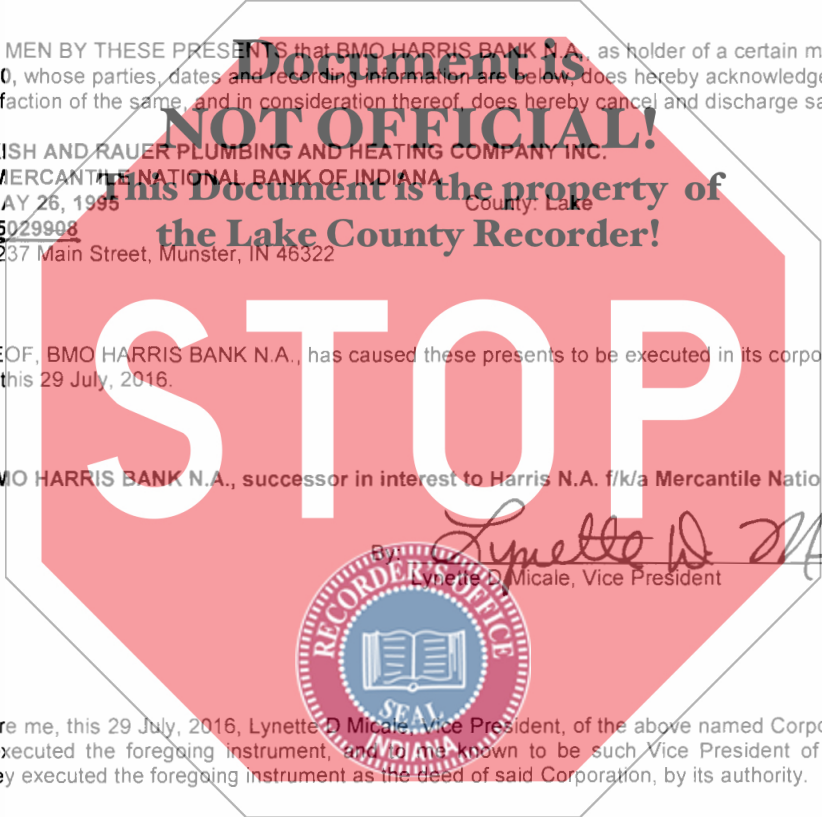 MEN BY THESE PRESENTS that BMO HARRIS BANK N.A., as holder of a certain m
Document is
0, whose parties, dates and recording information are below, does hereby acknowledge
faction of the same, and in consideration thereof, does hereby cancel and discharge sa
NOT OFFICIAL!
ISH AND RAUER PLUMBING AND HEATING COMPANY INC.
MERCANTILE NATIONAL BANK OF INDIANA
This Document is the property of
AY 26, 1995 County: Lake
5029908
the Lake County Recorder!
237 Main Street, Munster, IN 46322
STOP
EOF, BMO HARRIS BANK N.A., has caused these presents to be executed in its corpo
this 29 July, 2016.
MO HARRIS BANK N.A., successor in interest to Harris N.A. f/k/a Mercantile Natio
By: Lynette D. M
Lynette D Micale, Vice President
RECORDER'S OFFICE
SEAL
INDIANA
re me, this 29 July, 2016, Lynette D Micale, Vice President, of the above named Corpo
xecuted the foregoing instrument, and to me known to be such Vice President of
ey executed the foregoing instrument as the deed of said Corporation, by its authority.